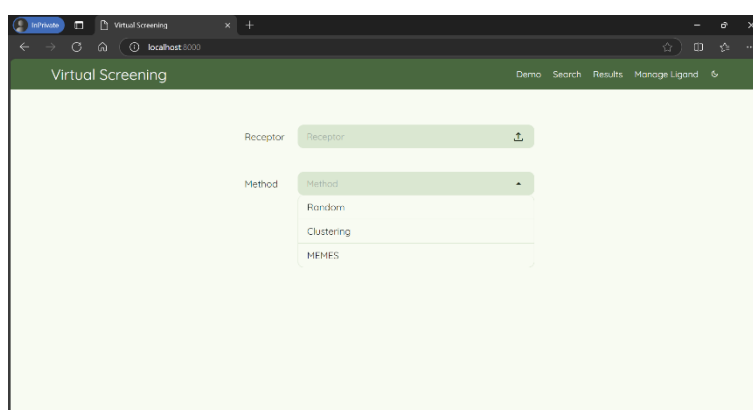 InPrivate Virtual Screening
localhost:8000
Virtual Screening Demo Search Results Manage Ligand
Receptor Receptor
Method Method
Random
Clustering
MEMES